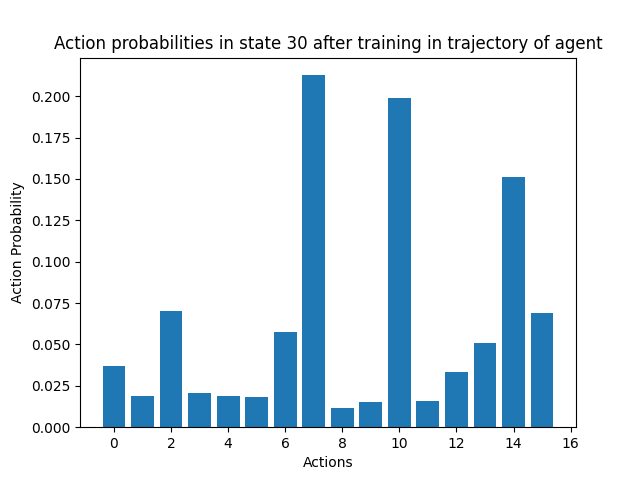 Action probabilities in state 30 after training in trajectory of agent
0.200
0.175
0.150
0.125
0.100
0.075
0.050
0.025
0.000
Action Probability
0 2 4 6 8 10 12 14 16
Actions